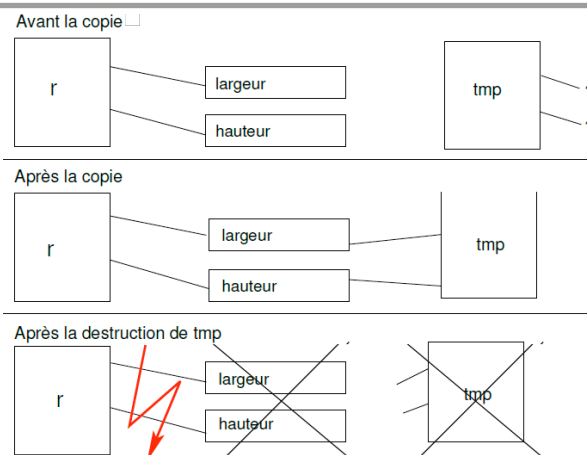 Avant la copie
r
largeur
tmp
hauteur
Après la copie
r
largeur
tmp
hauteur
Après la destruction de tmp
r
largeur
tmp
hauteur